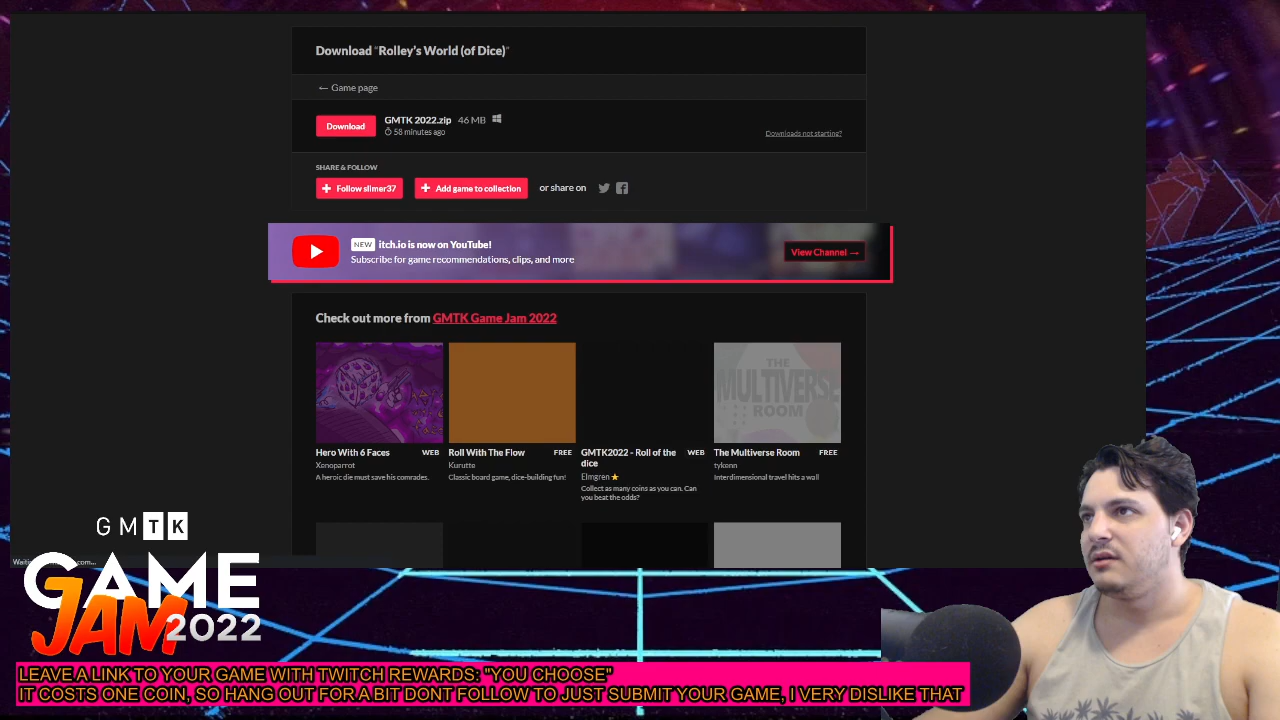 Download "Rolley's World (of Dice)"
← Game page
Download
GMTK 2022.zip 46 MB
58 minutes ago
Downloads not starting?
SHARE & FOLLOW
Follow slimer37
Add game to collection
or share on
NEW itch.io is now on YouTube!
Subscribe for game recommendations, clips, and more
View Channel →
Check out more from GMTK Game Jam 2022
THE
MULTIVERSE
ROOM
Hero With 6 Faces WEB
Xenoparrot
A heroic die must save his comrades.
Roll With The Flow FREE
Kurutte
Classic board game, dice-building fun!
GMTK2022 - Roll of the WEB
dice
Elmgren ★
Collect as many coins as you can. Can
you beat the odds?
The Multiverse Room FREE
tykenn
Interdimensional travel hits a wall
GMTK
GAME
JAM 2022
LEAVE A LINK TO YOUR GAME WITH TWITCH REWARDS: "YOU CHOOSE"
IT COSTS ONE COIN, SO HANG OUT FOR A BIT DONT FOLLOW TO JUST SUBMIT YOUR GAME, I VERY DISLIKE THAT